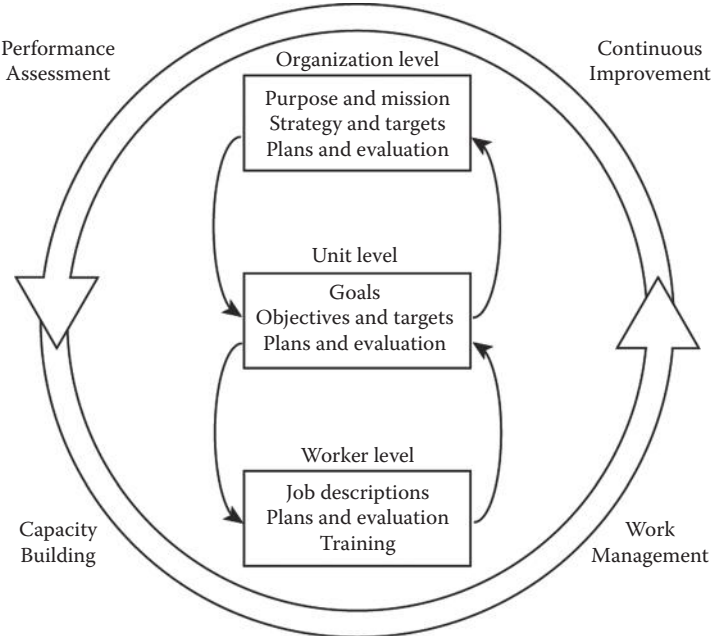 Performance
Assessment
Continuous
Improvement
Organization level
Purpose and mission
Strategy and targets
Plans and evaluation
Unit level
Goals
Objectives and targets
Plans and evaluation
Worker level
Job descriptions
Plans and evaluation
Training
Capacity
Building
Work
Management